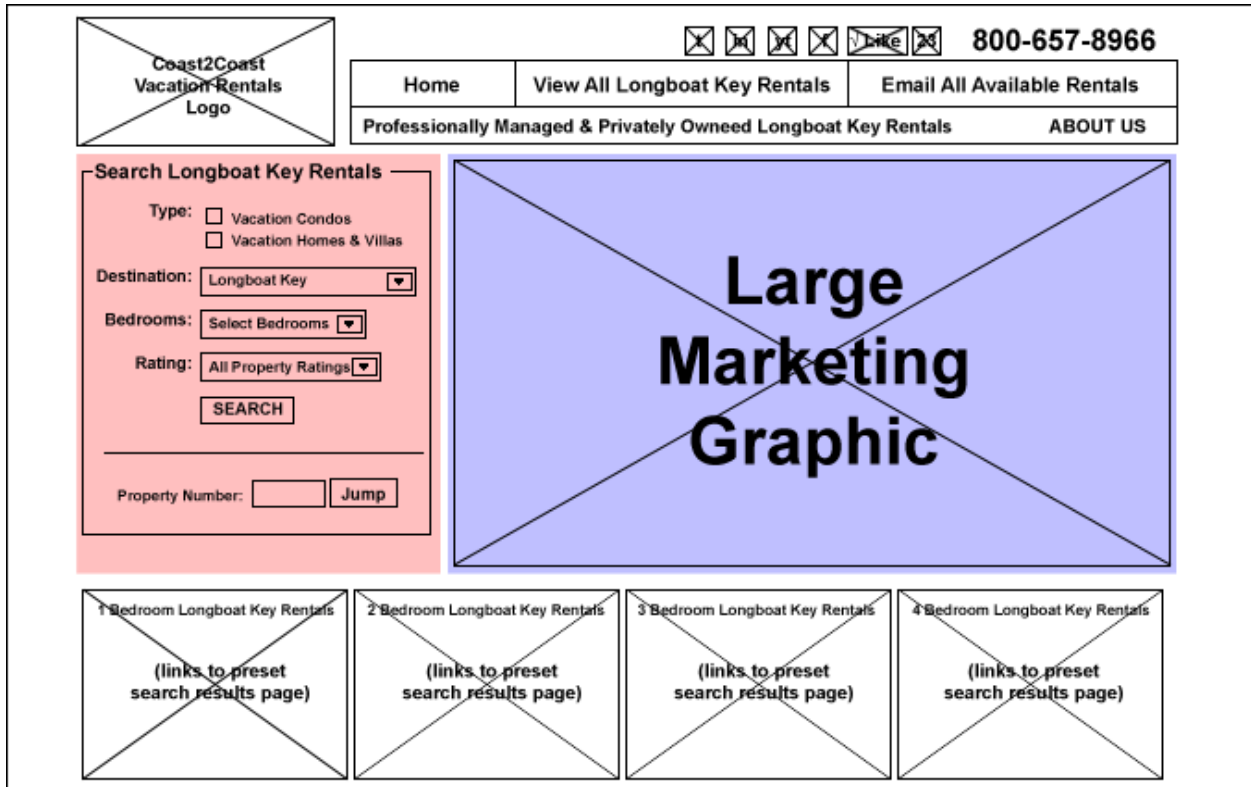 Coast2Coast
Vacation Rentals
Logo
t in yt f √ Like 23 800-657-8966
Home View All Longboat Key Rentals Email All Available Rentals
Professionally Managed & Privately Owneed Longboat Key Rentals ABOUT US
Search Longboat Key Rentals
Type: Vacation Condos
Vacation Homes & Villas
Destination: Longboat Key
Bedrooms: Select Bedrooms
Rating: All Property Ratings
SEARCH
Property Number: Jump
Large
Marketing
Graphic
1 Bedroom Longboat Key Rentals
(links to preset
search results page)
2 Bedroom Longboat Key Rentals
(links to preset
search results page)
3 Bedroom Longboat Key Rentals
(links to preset
search results page)
4 Bedroom Longboat Key Rentals
(links to preset
search results page)